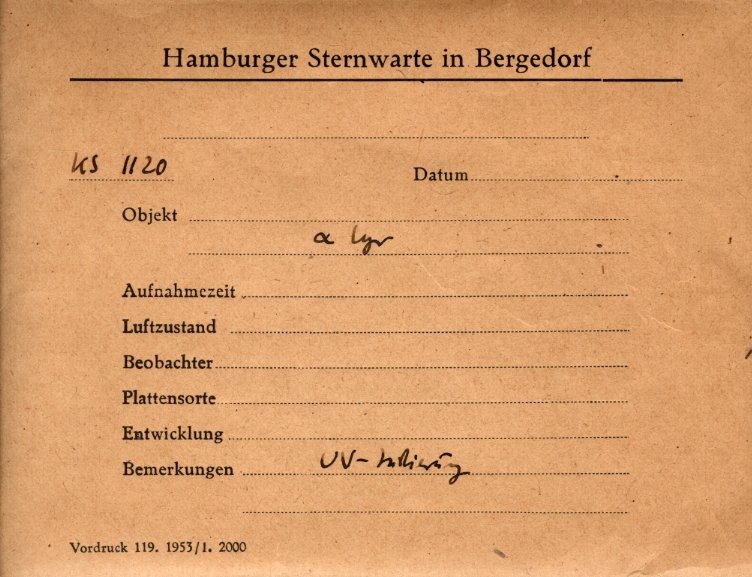 Hamburger Sternwarte in Bergedorf
KS 1120
Datum
Objekt
α Lyr
Aufnahmezeit
Luftzustand
Beobachter
Plattensorte
Entwicklung
Bemerkungen UV-
Vordruck 119. 1953/1. 2000